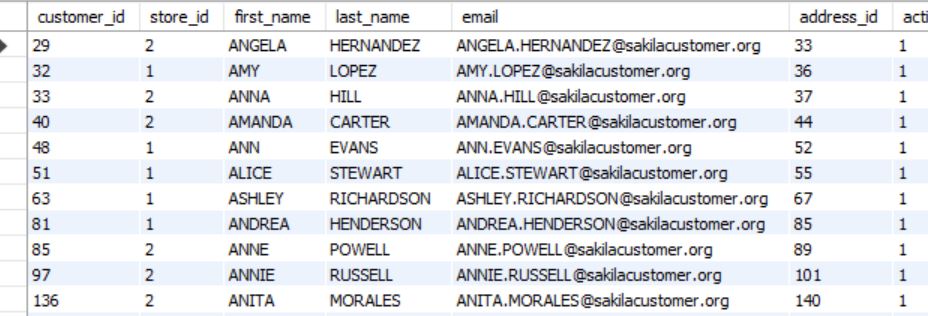 customer_id store_id first_name last_name email address_id acti
29 2 ANGELA HERNANDEZ ANGELA.HERNANDEZ@sakilacustomer.org 33 1
32 1 AMY LOPEZ AMY.LOPEZ@sakilacustomer.org 36 1
33 2 ANNA HILL ANNA.HILL@sakilacustomer.org 37 1
40 2 AMANDA CARTER AMANDA.CARTER@sakilacustomer.org 44 1
48 1 ANN EVANS ANN.EVANS@sakilacustomer.org 52 1
51 1 ALICE STEWART ALICE.STEWART@sakilacustomer.org 55 1
63 1 ASHLEY RICHARDSON ASHLEY.RICHARDSON@sakilacustomer.org 67 1
81 1 ANDREA HENDERSON ANDREA.HENDERSON@sakilacustomer.org 85 1
85 2 ANNE POWELL ANNE.POWELL@sakilacustomer.org 89 1
97 2 ANNIE RUSSELL ANNIE.RUSSELL@sakilacustomer.org 101 1
136 2 ANITA MORALES ANITA.MORALES@sakilacustomer.org 140 1